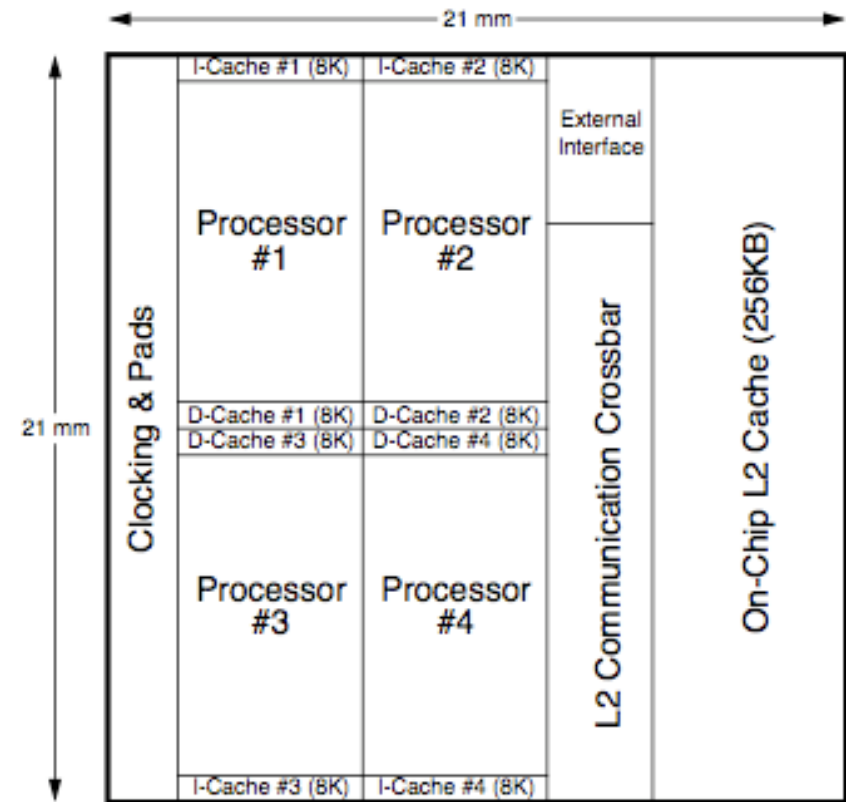 21 mm
I-Cache #1 (8K)
I-Cache #2 (8K)
External
Interface
Processor
#1
Processor
#2
21 mm
Clocking & Pads
D-Cache #1 (8K)
D-Cache #2 (8K)
D-Cache #3 (8K)
D-Cache #4 (8K)
L2 Communication Crossbar
On-Chip L2 Cache (256KB)
Processor
#3
Processor
#4
I-Cache #3 (8K)
I-Cache #4 (8K)